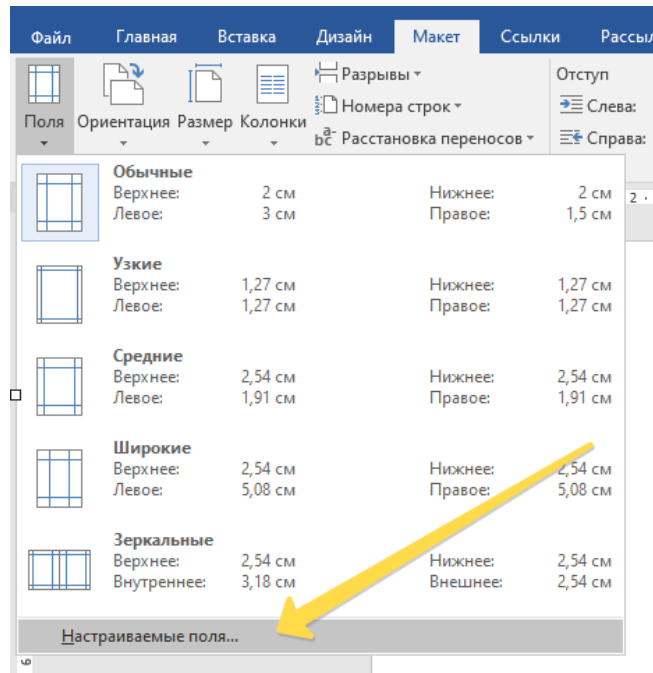 Файл Главная Вставка Дизайн Макет Ссылки Рассыл
Разрывы Отступ
Номера строк Слева:
Поля Ориентация Размер Колонки
bc a- Расстановка переносов Справа:
Обычные
Верхнее: 2 см Нижнее: 2 см 2
Левое: 3 см Правое: 1,5 см
Узкие
Верхнее: 1,27 см Нижнее: 1,27 см
Левое: 1,27 см Правое: 1,27 см
Средние
Верхнее: 2,54 см Нижнее: 2,54 см
Левое: 1,91 см Правое: 1,91 см
Широкие
Верхнее: 2,54 см Нижнее: 2,54 см
Левое: 5,08 см Правое: 5,08 см
Зеркальные
Верхнее: 2,54 см Нижнее: 2,54 см
Внутреннее: 3,18 см Внешнее: 2,54 см
Настраиваемые поля...
9